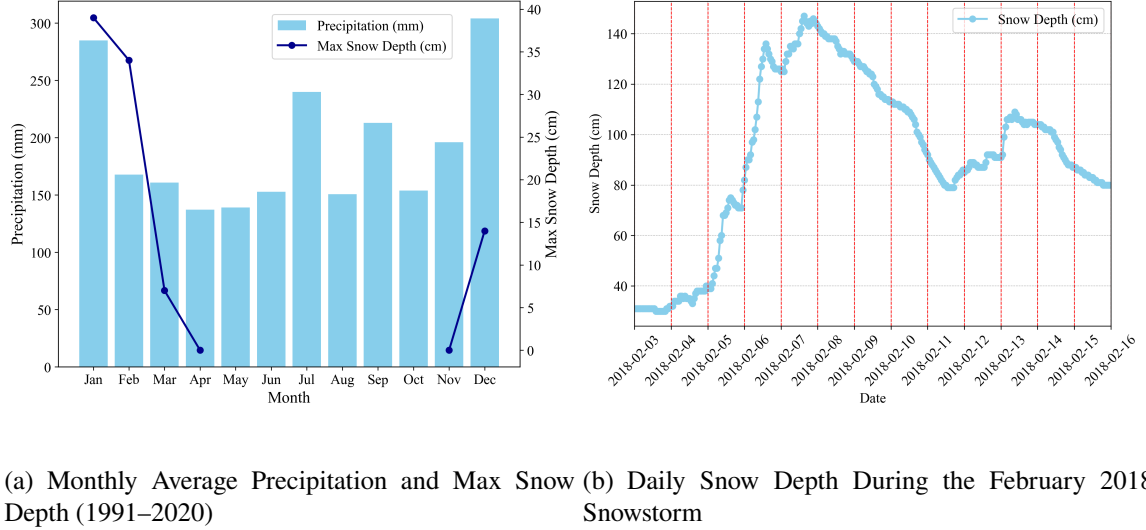 300
250
200
150
100
50
0
Precipitation (mm)
Precipitation (mm)
Max Snow Depth (cm)
40
35
30
25
20
15
10
5
0
Max Snow Depth (cm)
Jan Feb Mar Apr May Jun Jul Aug Sep Oct Nov Dec
Month
140
120
100
80
60
40
Snow Depth (cm)
Snow Depth (cm)
2018-02-03
2018-02-04
2018-02-05
2018-02-06
2018-02-07
2018-02-08
2018-02-09
2018-02-10
2018-02-11
2018-02-12
2018-02-13
2018-02-14
2018-02-15
2018-02-16
Date
(a) Monthly Average Precipitation and Max Snow
Depth (1991–2020)
(b) Daily Snow Depth During the February 2018
Snowstorm